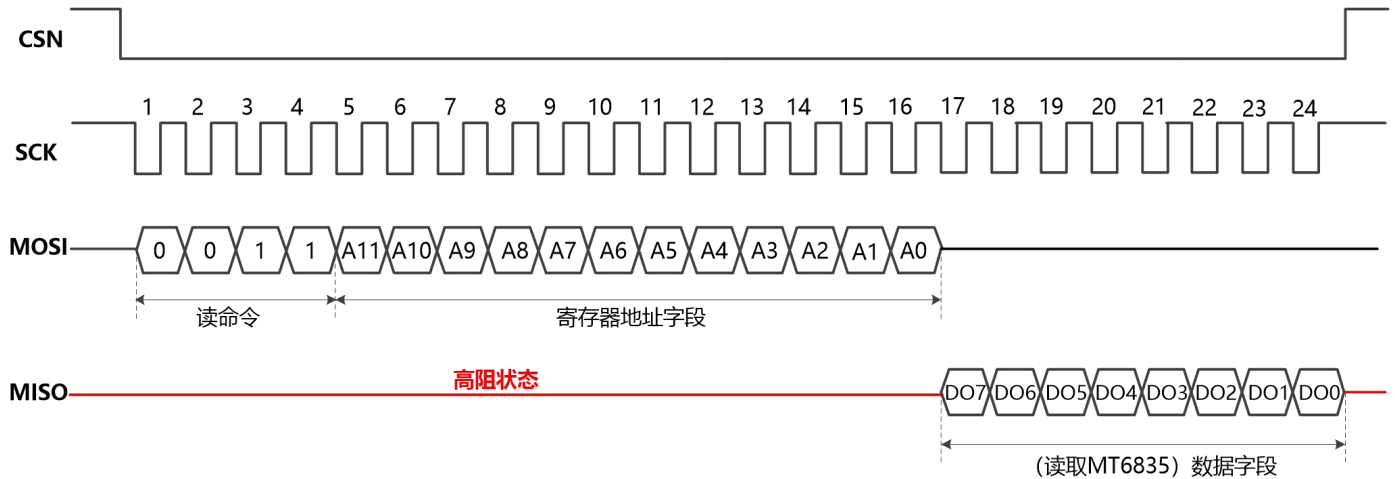 CSN
1 2 3 4 5 6 7 8 9 10 11 12 13 14 15 16 17 18 19 20 21 22 23 24
SCK
MOSI 0 0 1 1 A11 A10 A9 A8 A7 A6 A5 A4 A3 A2 A1 A0
读命令 寄存器地址字段
高阻状态
MISO DO7 DO6 DO5 DO4 DO3 DO2 DO1 DO0
（读取MT6835）数据字段